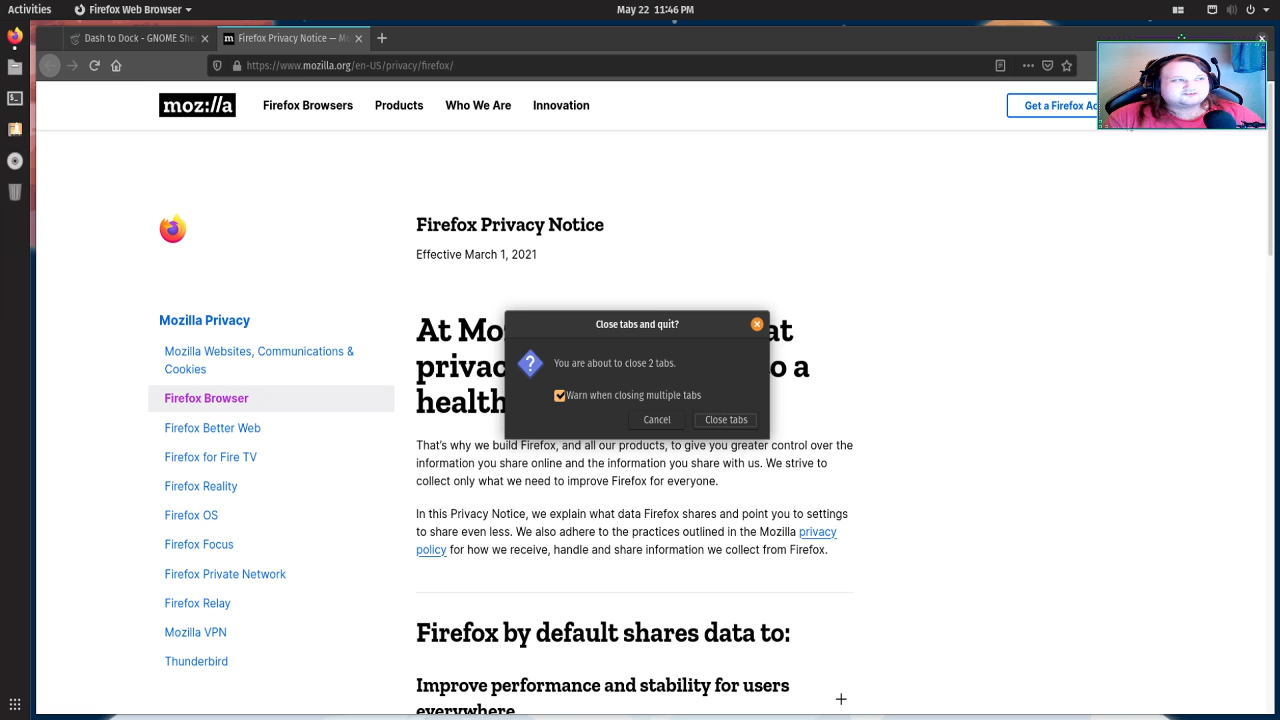 Activities
Firefox Web Browser
May 22 11:46 PM
Dash to Dock - GNOME She
Firefox Privacy Notice — Mo
https://www.mozilla.org/en-US/privacy/firefox/
moz://a
Firefox Browsers
Products
Who We Are
Innovation
Get a Firefox Ac
Firefox Privacy Notice
Effective March 1, 2021
Mozilla Privacy
Mozilla Websites, Communications &
Cookies
Firefox Browser
Firefox Better Web
Firefox for Fire TV
Firefox Reality
Firefox OS
Firefox Focus
Firefox Private Network
Firefox Relay
Mozilla VPN
Thunderbird
At Mo at
privac o a
health
Close tabs and quit?
You are about to close 2 tabs.
Warn when closing multiple tabs
Cancel
Close tabs
That's why we build Firefox, and all our products, to give you greater control over the
information you share online and the information you share with us. We strive to
collect only what we need to improve Firefox for everyone.
In this Privacy Notice, we explain what data Firefox shares and point you to settings
to share even less. We also adhere to the practices outlined in the Mozilla privacy
policy for how we receive, handle and share information we collect from Firefox.
Firefox by default shares data to:
Improve performance and stability for users
everywhere